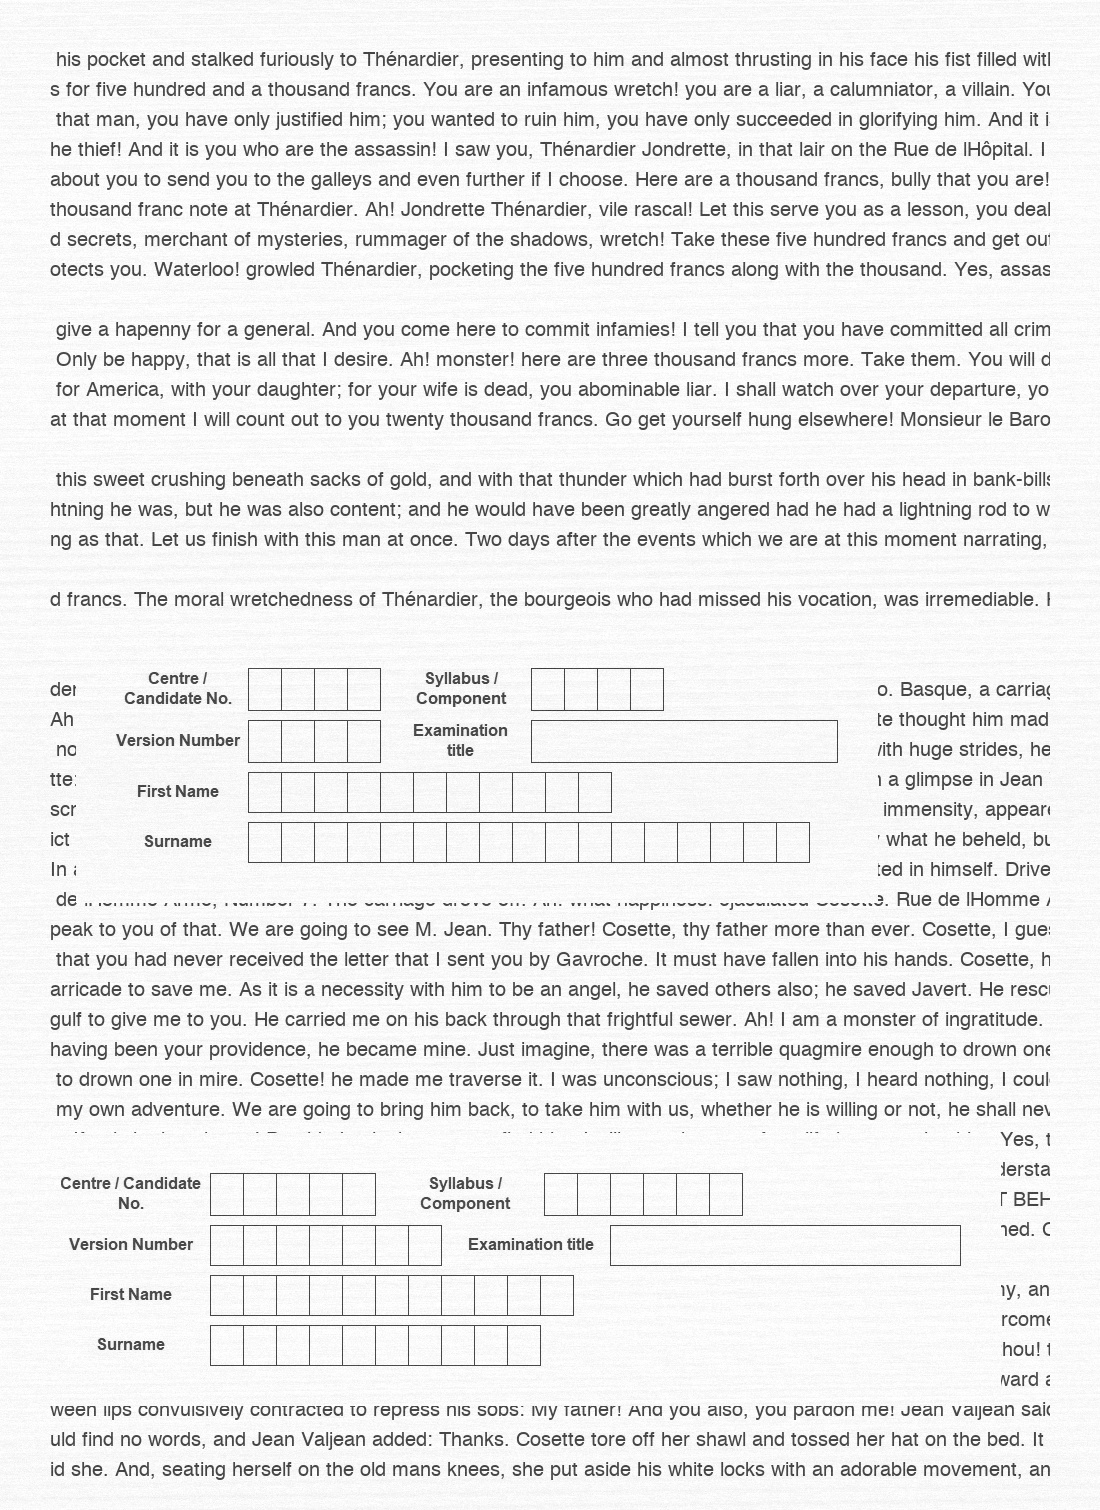 his pocket and stalked furiously to Thénardier, presenting to him and almost thrusting in his face his fist filled with
s for five hundred and a thousand francs. You are an infamous wretch! you are a liar, a calumniator, a villain. You
that man, you have only justified him; you wanted to ruin him, you have only succeeded in glorifying him. And it i
he thief! And it is you who are the assassin! I saw you, Thénardier Jondrette, in that lair on the Rue de lHôpital. I
about you to send you to the galleys and even further if I choose. Here are a thousand francs, bully that you are!
thousand franc note at Thénardier. Ah! Jondrette Thénardier, vile rascal! Let this serve you as a lesson, you deal
d secrets, merchant of mysteries, rummager of the shadows, wretch! Take these five hundred francs and get out
otects you. Waterloo! growled Thénardier, pocketing the five hundred francs along with the thousand. Yes, assas
give a hapenny for a general. And you come here to commit infamies! I tell you that you have committed all crim
Only be happy, that is all that I desire. Ah! monster! here are three thousand francs more. Take them. You will d
for America, with your daughter; for your wife is dead, you abominable liar. I shall watch over your departure, yo
at that moment I will count out to you twenty thousand francs. Go get yourself hung elsewhere! Monsieur le Baro
this sweet crushing beneath sacks of gold, and with that thunder which had burst forth over his head in bank-bills
htning he was, but he was also content; and he would have been greatly angered had he had a lightning rod to w
ng as that. Let us finish with this man at once. Two days after the events which we are at this moment narrating,
d francs. The moral wretchedness of Thénardier, the bourgeois who had missed his vocation, was irremediable.
Centre / Candidate No. Syllabus / Component
der o. Basque, a carriag
Ah te thought him mad
Version Number Examination title
no with huge strides, he
tte a glimpse in Jean
First Name
scr immensity, appeare
ict what he beheld, bu
Surname
In ted in himself. Drive
de lHomme Armé, Number 7. The carriage drove off. Ah! what happiness! ejaculated Cosette. Rue de lHomme
peak to you of that. We are going to see M. Jean. Thy father! Cosette, thy father more than ever. Cosette, I gues
that you had never received the letter that I sent you by Gavroche. It must have fallen into his hands. Cosette, h
arricade to save me. As it is a necessity with him to be an angel, he saved others also; he saved Javert. He rescu
gulf to give me to you. He carried me on his back through that frightful sewer. Ah! I am a monster of ingratitude.
having been your providence, he became mine. Just imagine, there was a terrible quagmire enough to drown one
to drown one in mire. Cosette! he made me traverse it. I was unconscious; I saw nothing, I heard nothing, I coul
my own adventure. We are going to bring him back, to take him with us, whether he is willing or not, he shall nev
Yes, t
dersta
Centre / Candidate No. Syllabus / Component
T BEH
ned. C
Version Number Examination title
First Name
ny, an
rcome
Surname
hou! t
ward a
ween lips convulsively contracted to repress his sobs: My father! And you also, you pardon me! Jean Valjean said
uld find no words, and Jean Valjean added: Thanks. Cosette tore off her shawl and tossed her hat on the bed. It
id she. And, seating herself on the old mans knees, she put aside his white locks with an adorable movement, an